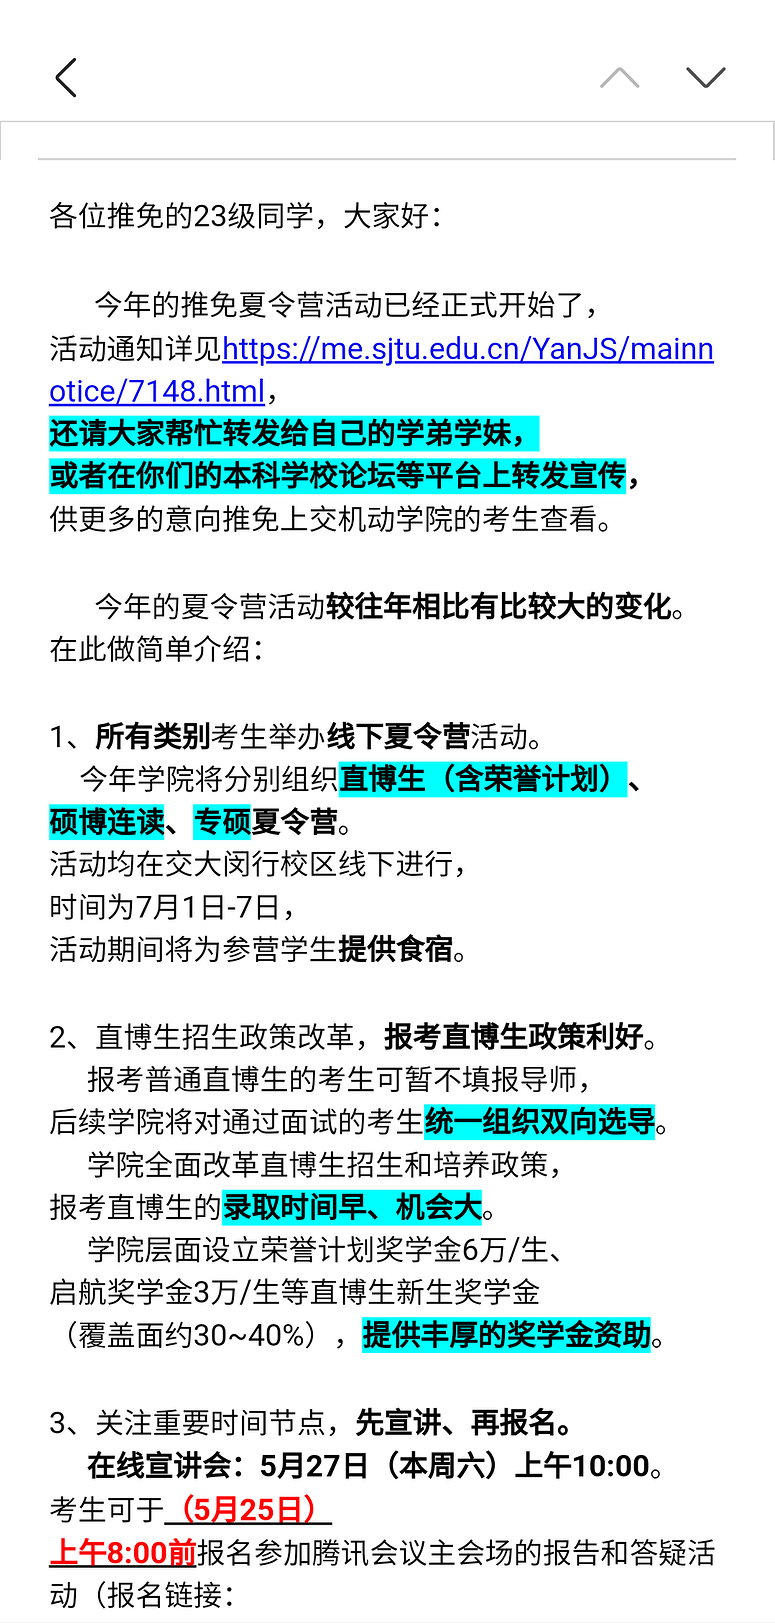 各位推免的23级同学，大家好：
今年的推免夏令营活动已经正式开始了，
活动通知详见https://me.sjtu.edu.cn/YanJS/mainn
otice/7148.html，
还请大家帮忙转发给自己的学弟学妹，
或者在你们的本科学校论坛等平台上转发宣传，
供更多的意向推免上交机动学院的考生查看。
今年的夏令营活动较往年相比有比较大的变化。
在此做简单介绍：
1、所有类别考生举办线下夏令营活动。
今年学院将分别组织直博生（含荣誉计划）、
硕博连读、专硕夏令营。
活动均在交大闵行校区线下进行，
时间为7月1日-7日，
活动期间将为参营学生提供食宿。
2、直博生招生政策改革，报考直博生政策利好。
报考普通直博生的考生可暂不填报导师，
后续学院将对通过面试的考生统一组织双向选导。
学院全面改革直博生招生和培养政策，
报考直博生的录取时间早、机会大。
学院层面设立荣誉计划奖学金6万/生、
启航奖学金3万/生等直博生新生奖学金
（覆盖面约30~40%），提供丰厚的奖学金资助。
3、关注重要时间节点，先宣讲、再报名。
在线宣讲会：5月27日（本周六）上午10:00。
考生可于（5月25日）
上午8:00前报名参加腾讯会议主会场的报告和答疑活
动（报名链接：